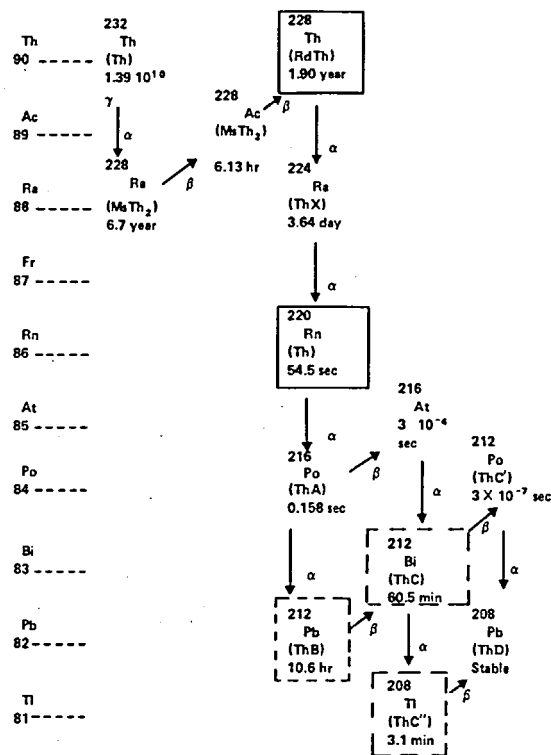 232
Th
(Th)
1.39 10¹⁰
γ
α
228
Th
(RdTh)
1.90 year
Th
90 ------
228
Ac
(MsTh₂)
6.13 hr
β
α
Ac
89 ------
228
Ra
(MsTh₂)
6.7 year
β
224
Ra
(ThX)
3.64 day
α
Ra
88 ------
Fr
87 ------
220
Rn
(Th)
54.5 sec
α
Rn
86 ------
216
At
3 10⁻⁴
sec
α
At
85 ------
216
Po
(ThA)
0.158 sec
β
α
212
Po
(ThC')
3 X 10⁻⁷ sec
α
Po
84 ------
212
Bi
(ThC)
60.5 min
β
α
Bi
83 ------
212
Pb
(ThB)
10.6 hr
β
208
Pb
(ThD)
Stable
Pb
82 ------
208
Tl
(ThC'')
3.1 min
β
Tl
81 ------